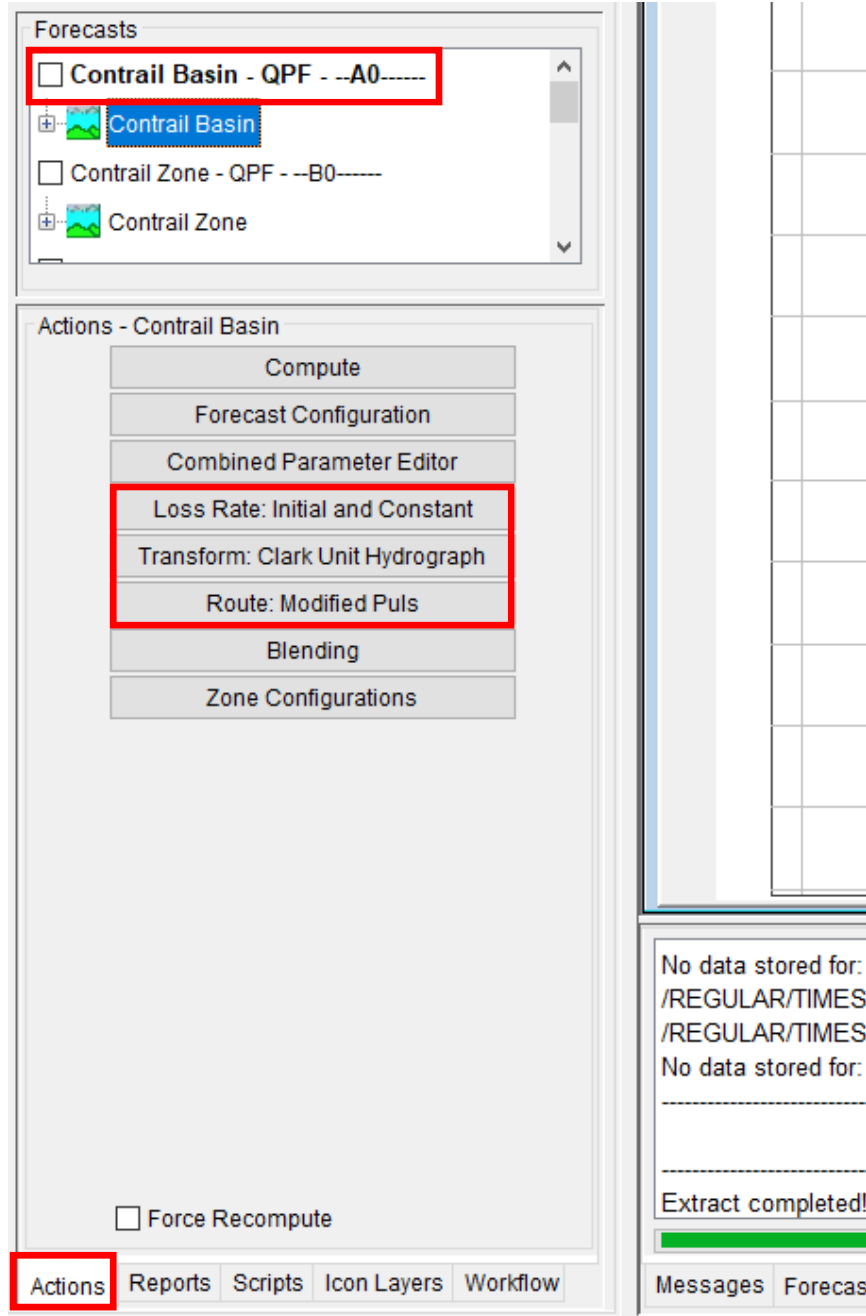 Forecasts
Contrail Basin - QPF - --A0------
Contrail Basin
Contrail Zone - QPF - --B0------
Contrail Zone
Actions - Contrail Basin
Compute
Forecast Configuration
Combined Parameter Editor
Loss Rate: Initial and Constant
Transform: Clark Unit Hydrograph
Route: Modified Puls
Blending
Zone Configurations
Force Recompute
Actions Reports Scripts Icon Layers Workflow
No data stored for:
/REGULAR/TIMES
/REGULAR/TIMES
No data stored for:
--------------------------
--------------------------
Extract completed!
Messages Forecas